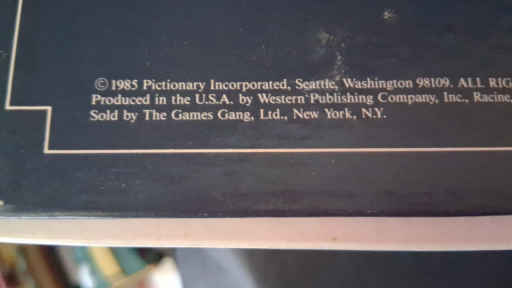 © 1985 Pictionary Incorporated, Seattle, Washington 98109. ALL RIG
Produced in the U.S.A. by Western Publishing Company, Inc., Racine,
Sold by The Games Gang, Ltd., New York, N.Y.